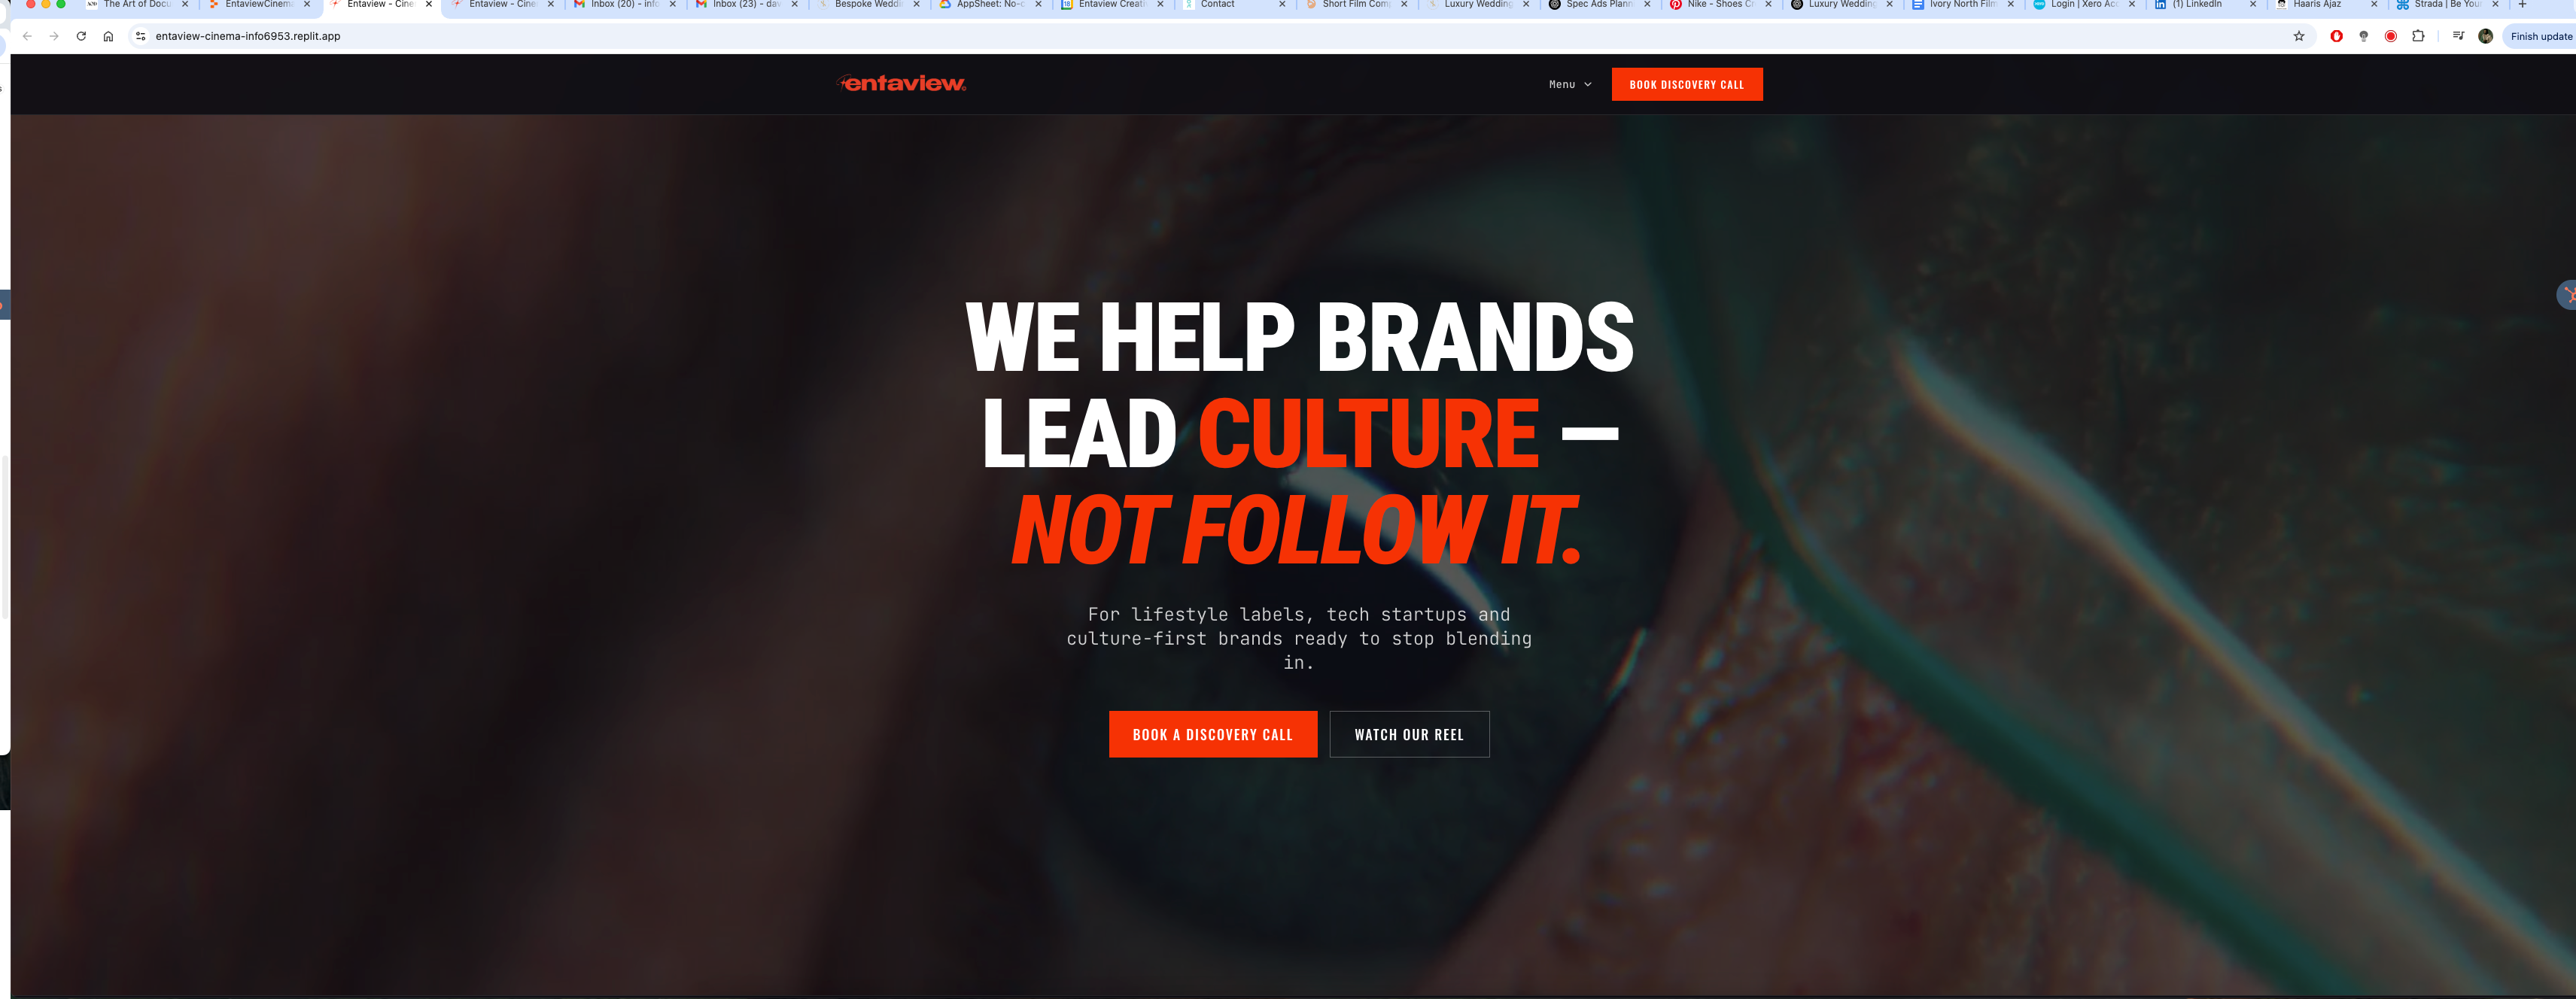 The Art of Docu
EntaviewCinema
Entaview - Cine
Entaview - Cine
Inbox (20) - info
Inbox (23) - dav
Bespoke Weddi
AppSheet: No-c
Entaview Creati
Contact
Short Film Com
Luxury Wedding
Spec Ads Plann
Nike - Shoes C
Luxury Wedding
Ivory North Film
Login | Xero Acc
(1) LinkedIn
Haaris Ajaz
Strada | Be You
entaview-cinema-info6953.replit.app
Finish update
entaview
Menu
BOOK DISCOVERY CALL
WE HELP BRANDS
LEAD CULTURE —
NOT FOLLOW IT.
For lifestyle labels, tech startups and
culture-first brands ready to stop blending
in.
BOOK A DISCOVERY CALL
WATCH OUR REEL